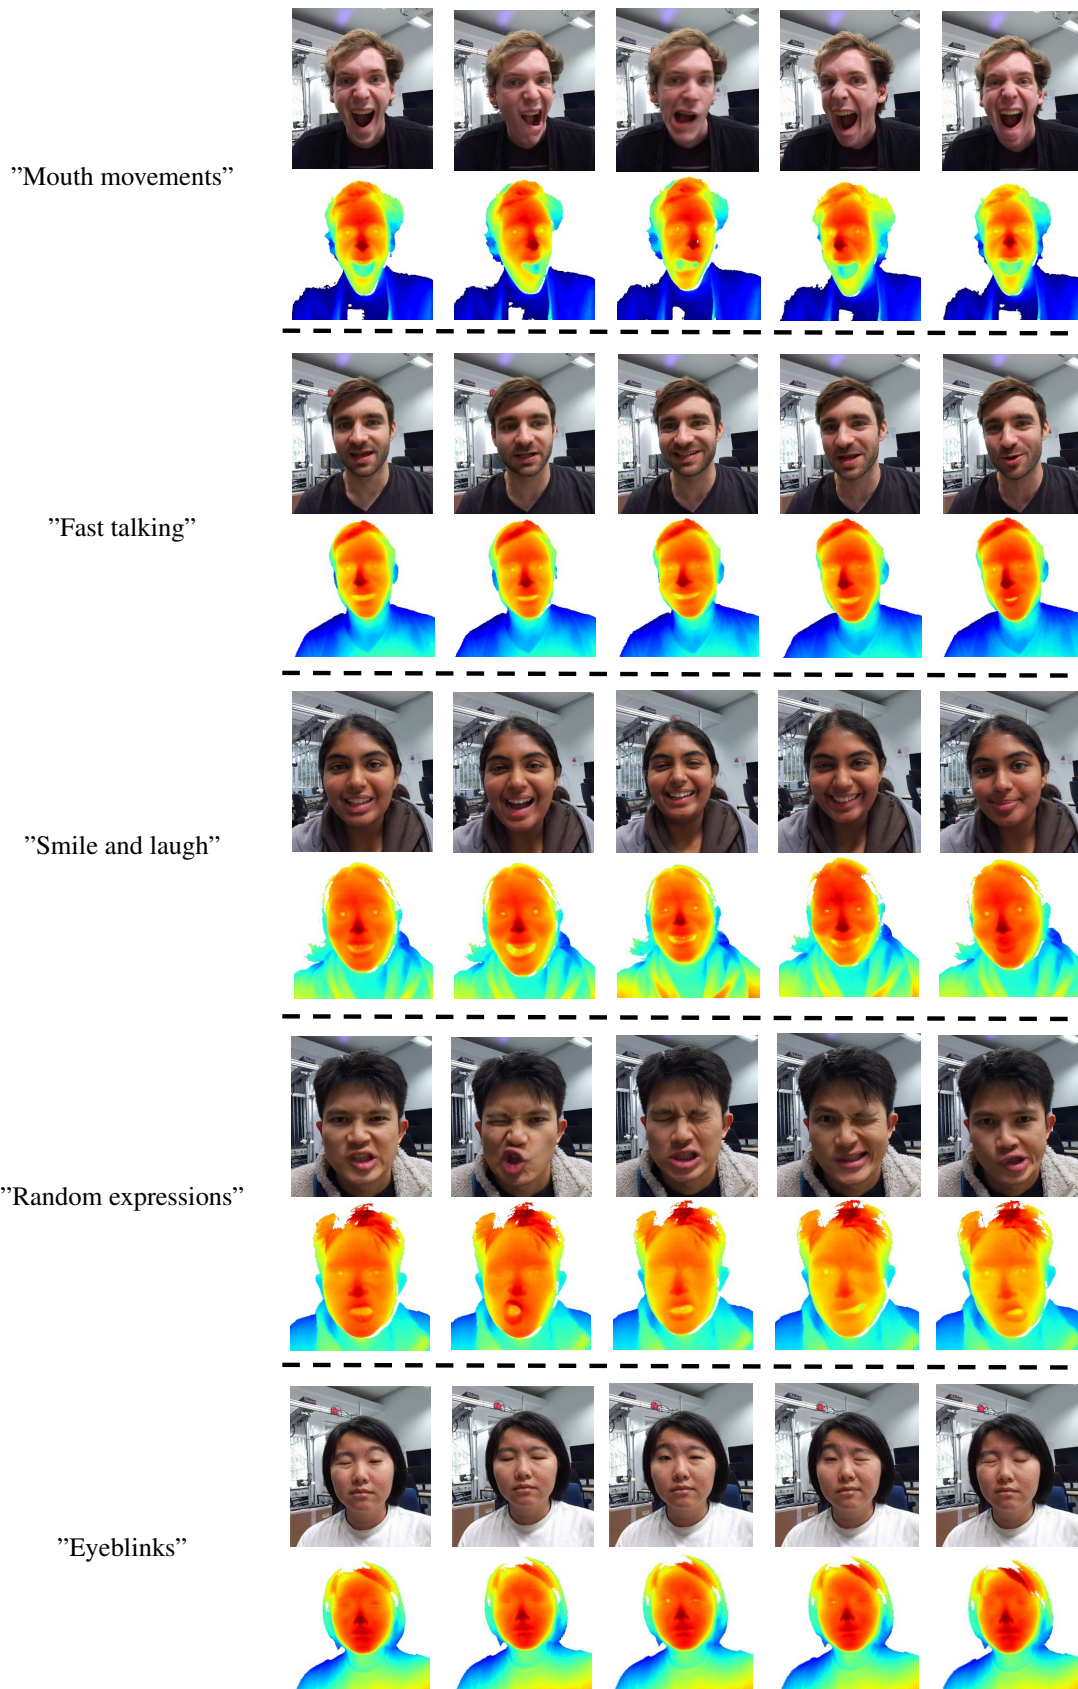 ”Mouth movements”
”Fast talking”
”Smile and laugh”
”Random expressions”
”Eyeblinks”